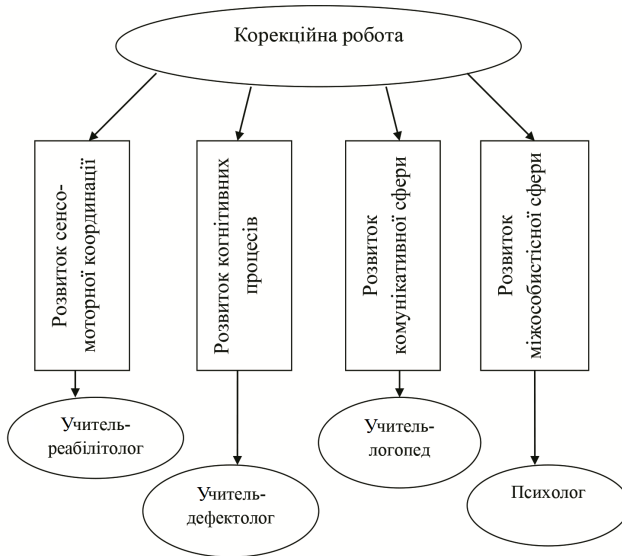 Корекційна робота
Розвиток сенсо-
моторної координації
Розвиток когнітивних
процесів
Розвиток
комунікативної сфери
Розвиток
міжособистісної сфери
Учитель-
реабілітолог
Учитель-
дефектолог
Учитель-
логопед
Психолог